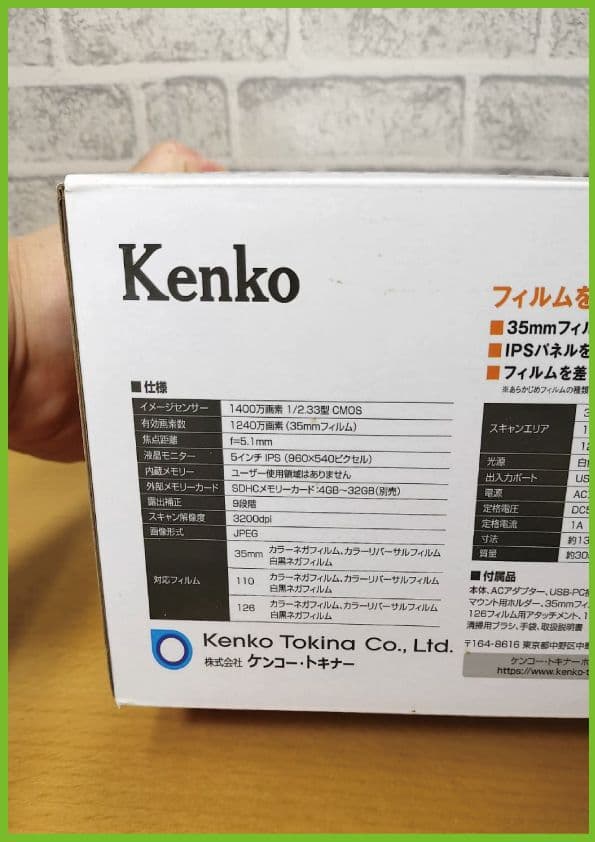 Kenko
■仕様
イメージセンサー 1400万画素 1/2.33型 CMOS
有効画素数 1240万画素(35mmフィルム)
焦点距離 f=5.1mm
液晶モニター 5インチ IPS (960×540ピクセル)
内蔵メモリー ユーザー使用領域はありません
外部メモリーカード SDHCメモリーカード:4GB〜32GB(別売)
露出補正 9段階
スキャン解像度 3200dpi
画像形式 JPEG
対応フィルム
35mm カラーネガフィルム、カラーリバーサルフィルム
白黒ネガフィルム
110 カラーネガフィルム、カラーリバーサルフィルム
白黒ネガフィルム
126 カラーネガフィルム、カラーリバーサルフィルム
白黒ネガフィルム
Kenko Tokina Co., Ltd.
株式会社 ケンコー・トキナー
フィルムを
■35mmフィル
■IPSパネルを
■フィルムを差
※あらかじめフィルムの種類
スキャンエリア
光源 白
出入力ポート US
電源 AC
定格電圧 DC5
定格電流 1A
寸法 約13
質量 約30
■付属品
本体、ACアダプター、USB-PC接
マウント用ホルダー、35mmフィ
126フィルム用アタッチメント、1
清掃用ブラシ、手袋、取扱説明書
〒164-8616 東京都中野区中野
ケンコー・トキナーホ
https://www.kenko-t